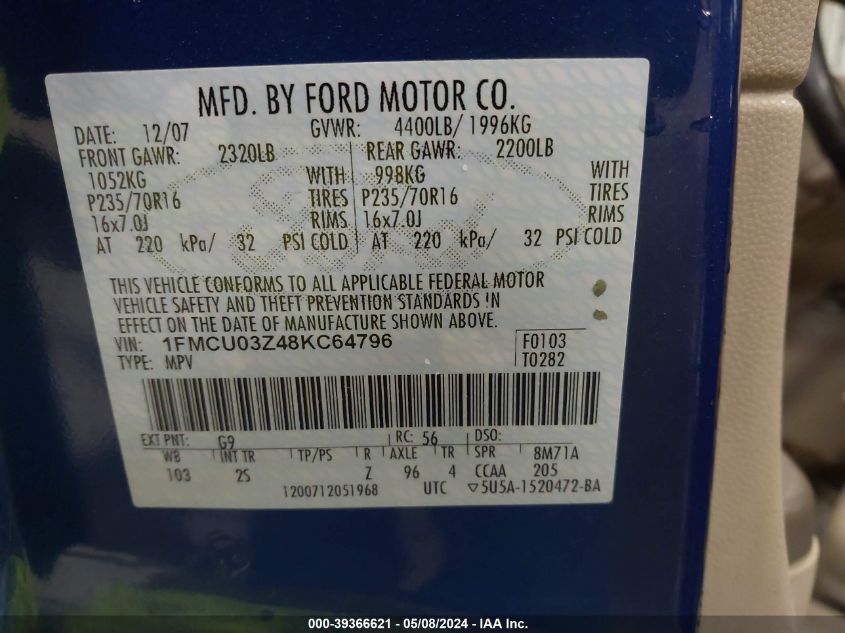 MFD. BY FORD MOTOR CO.
DATE: 12/07 GVWR: 4400LB/ 1996KG
FRONT GAWR: 2320LB REAR GAWR: 2200LB
1052KG WITH 998KG WITH
P235/70R16 TIRES P235/70R16 TIRES
16x7.0J RIMS 16x7.0J RIMS
AT 220 kPa/ 32 PSI COLD AT 220 kPa/ 32 PSI COLD
THIS VEHICLE CONFORMS TO ALL APPLICABLE FEDERAL MOTOR
VEHICLE SAFETY AND THEFT PREVENTION STANDARDS IN
EFFECT ON THE DATE OF MANUFACTURE SHOWN ABOVE.
VIN: 1FMCU03Z48KC64796 F0103
TYPE: MPV T0282
EXT PNT: G9 RC: 56 DSO:
WB INT TR TP/PS R AXLE TR SPR 8M71A
103 2S Z 96 4 CCAA 205
1200712051968 UTC ▽5U5A-1520472-BA
000-39366621 - 05/08/2024 - IAA Inc.